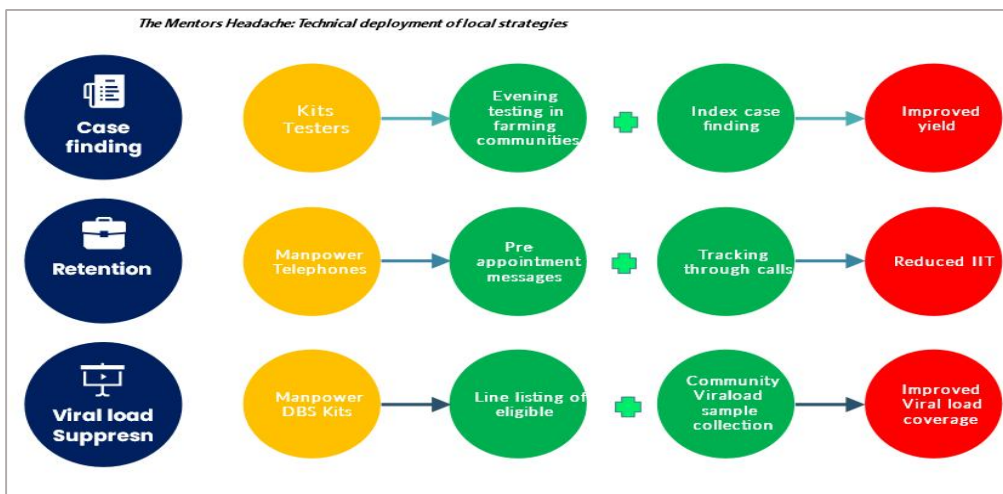 The Mentors Headache: Technical deployment of local strategies
Case
finding
Kits
Testers
Evening
testing in
farming
communities
Index case
finding
Improved
yield
Retention
Manpower
Telephones
Pre
appointment
messages
Tracking
through calls
Reduced IIT
Viral load
Suppresn
Manpower
DBS Kits
Line listing of
eligible
Community
Viraload
sample
collection
Improved
Viral load
coverage